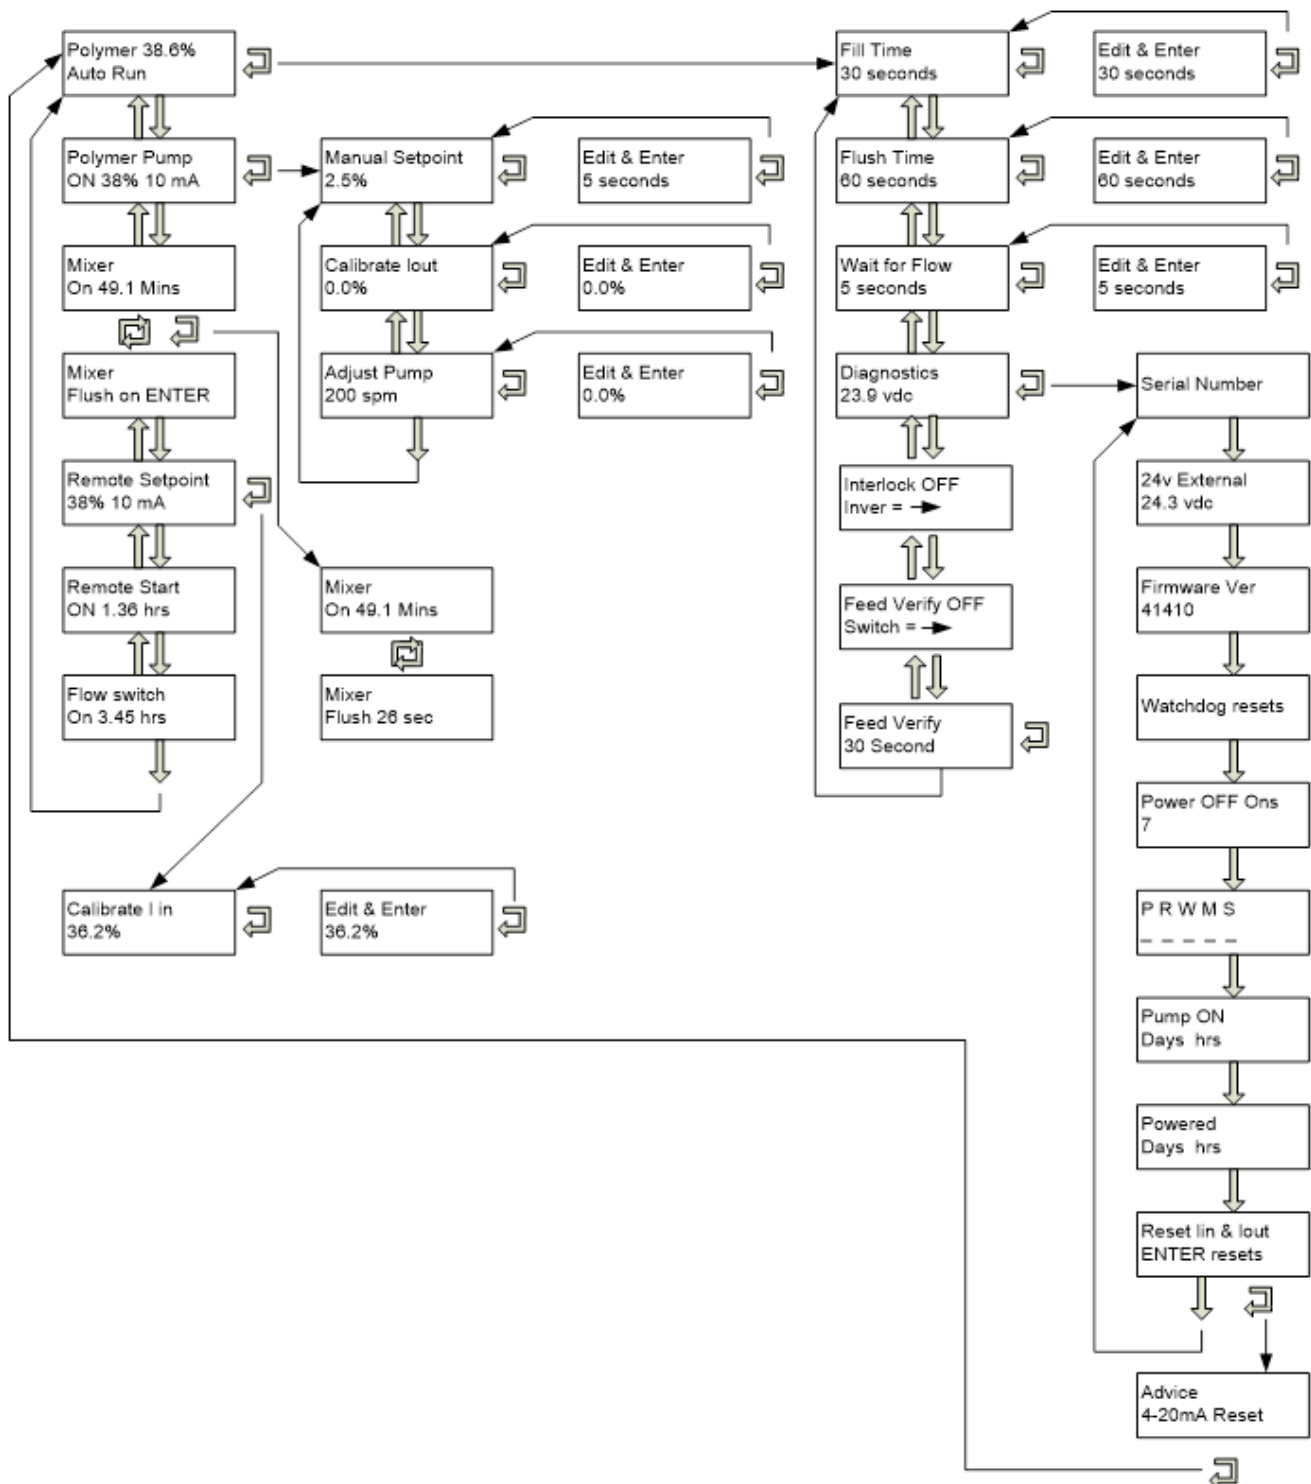 Polymer 38.6%
Auto Run
Polymer Pump
ON 38% 10 mA
Mixer
On 49.1 Mins
Mixer
Flush on ENTER
Remote Setpoint
38% 10 mA
Remote Start
ON 1.36 hrs
Flow switch
On 3.45 hrs
Calibrate I in
36.2%
Edit & Enter
36.2%
Manual Setpoint
2.5%
Edit & Enter
5 seconds
Calibrate Iout
0.0%
Edit & Enter
0.0%
Adjust Pump
200 spm
Edit & Enter
0.0%
Mixer
On 49.1 Mins
Mixer
Flush 26 sec
Fill Time
30 seconds
Edit & Enter
30 seconds
Flush Time
60 seconds
Edit & Enter
60 seconds
Wait for Flow
5 seconds
Edit & Enter
5 seconds
Diagnostics
23.9 vdc
Interlock OFF
Inver =
Feed Verify OFF
Switch =
Feed Verify
30 Second
Serial Number
24v External
24.3 vdc
Firmware Ver
41410
Watchdog resets
Power OFF Ons
7
P R W M S
_ _ _ _ _
Pump ON
Days hrs
Powered
Days hrs
Reset Iin & Iout
ENTER resets
Advice
4-20mA Reset